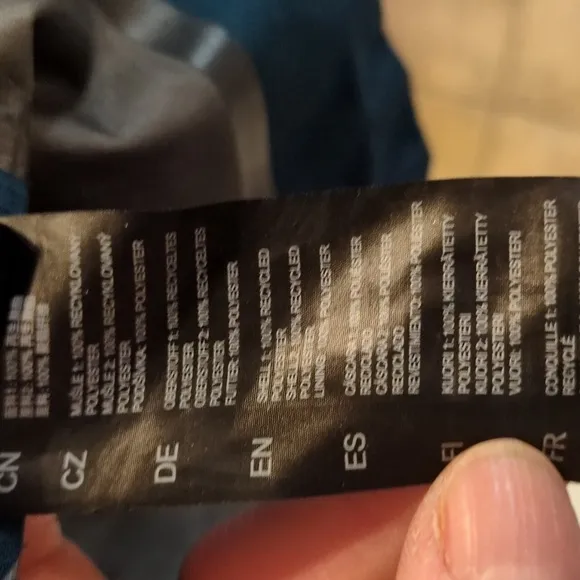 CN
CZ
MUŠLE 1: 100% RECYKLOVANÝ
POLYESTER
MUŠLE 2: 100% RECYKLOVANÝ
POLYESTER
PODŠÍVKA: 100% POLYESTER
DE
OBERSTOFF 1: 100% RECYCELTES
POLYESTER
OBERSTOFF 2: 100% RECYCELTES
POLYESTER
FUTTER: 100% POLYESTER
EN
SHELL 1: 100% RECYCLED
POLYESTER
SHELL 2: 100% RECYCLED
POLYESTER
LINING: 100% POLYESTER
ES
CÁSCARA 1: 100% POLIÉSTER
RECICLADO
CÁSCARA 2: 100% POLIÉSTER
RECICLADO
REVESTIMIENTO: 100% POLIÉSTER
FI
KUORI 1: 100% KIERRÄTETTY
POLYESTERI
KUORI 2: 100% KIERRÄTETTY
POLYESTERI
VUORI: 100% POLYESTERI
FR
COQUILLE 1: 100% POLYESTER
RECYCLÉ